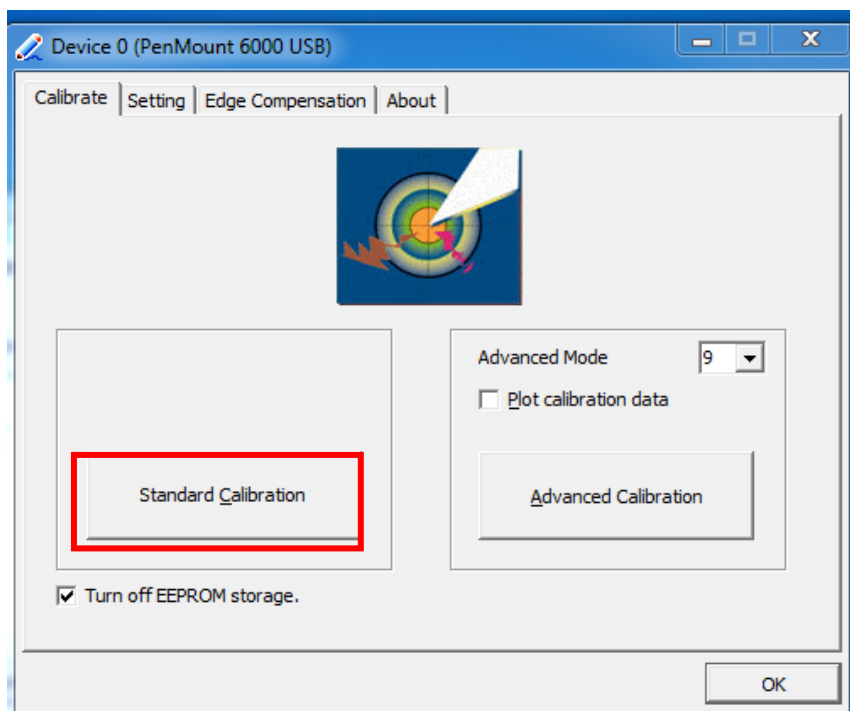 Device 0 (PenMount 6000 USB)
Calibrate Setting Edge Compensation About
Advanced Mode 9
Plot calibration data
Standard Calibration Advanced Calibration
Turn off EEPROM storage.
OK